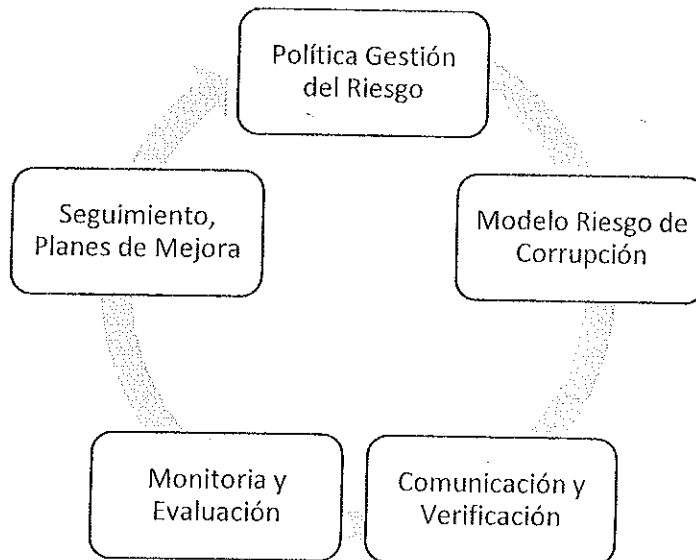 Política Gestión
del Riesgo
Modelo Riesgo de
Corrupción
Comunicación y
Verificación
Monitoria y
Evaluación
Seguimiento,
Planes de Mejora